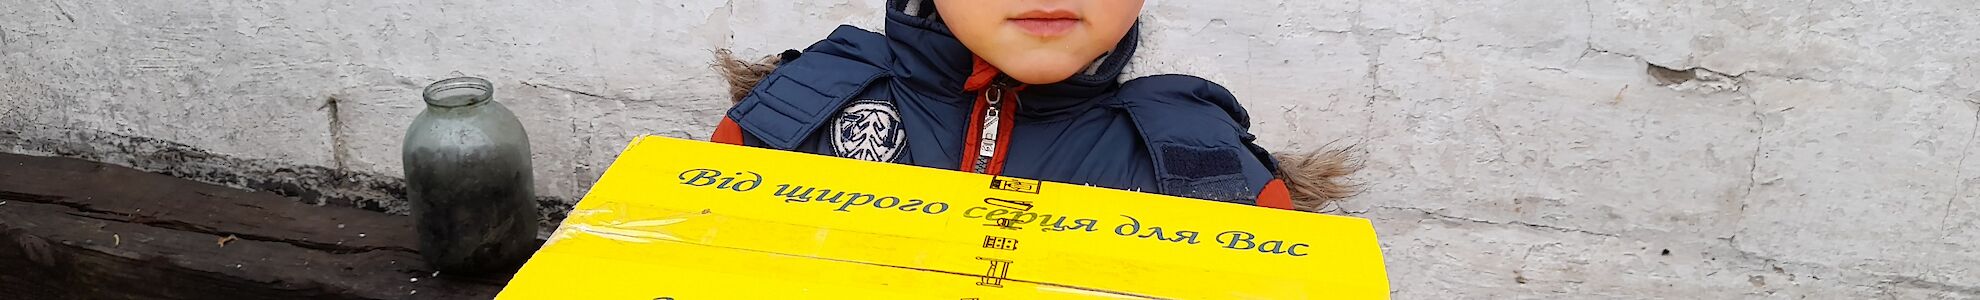 Від щирого серця для Вас